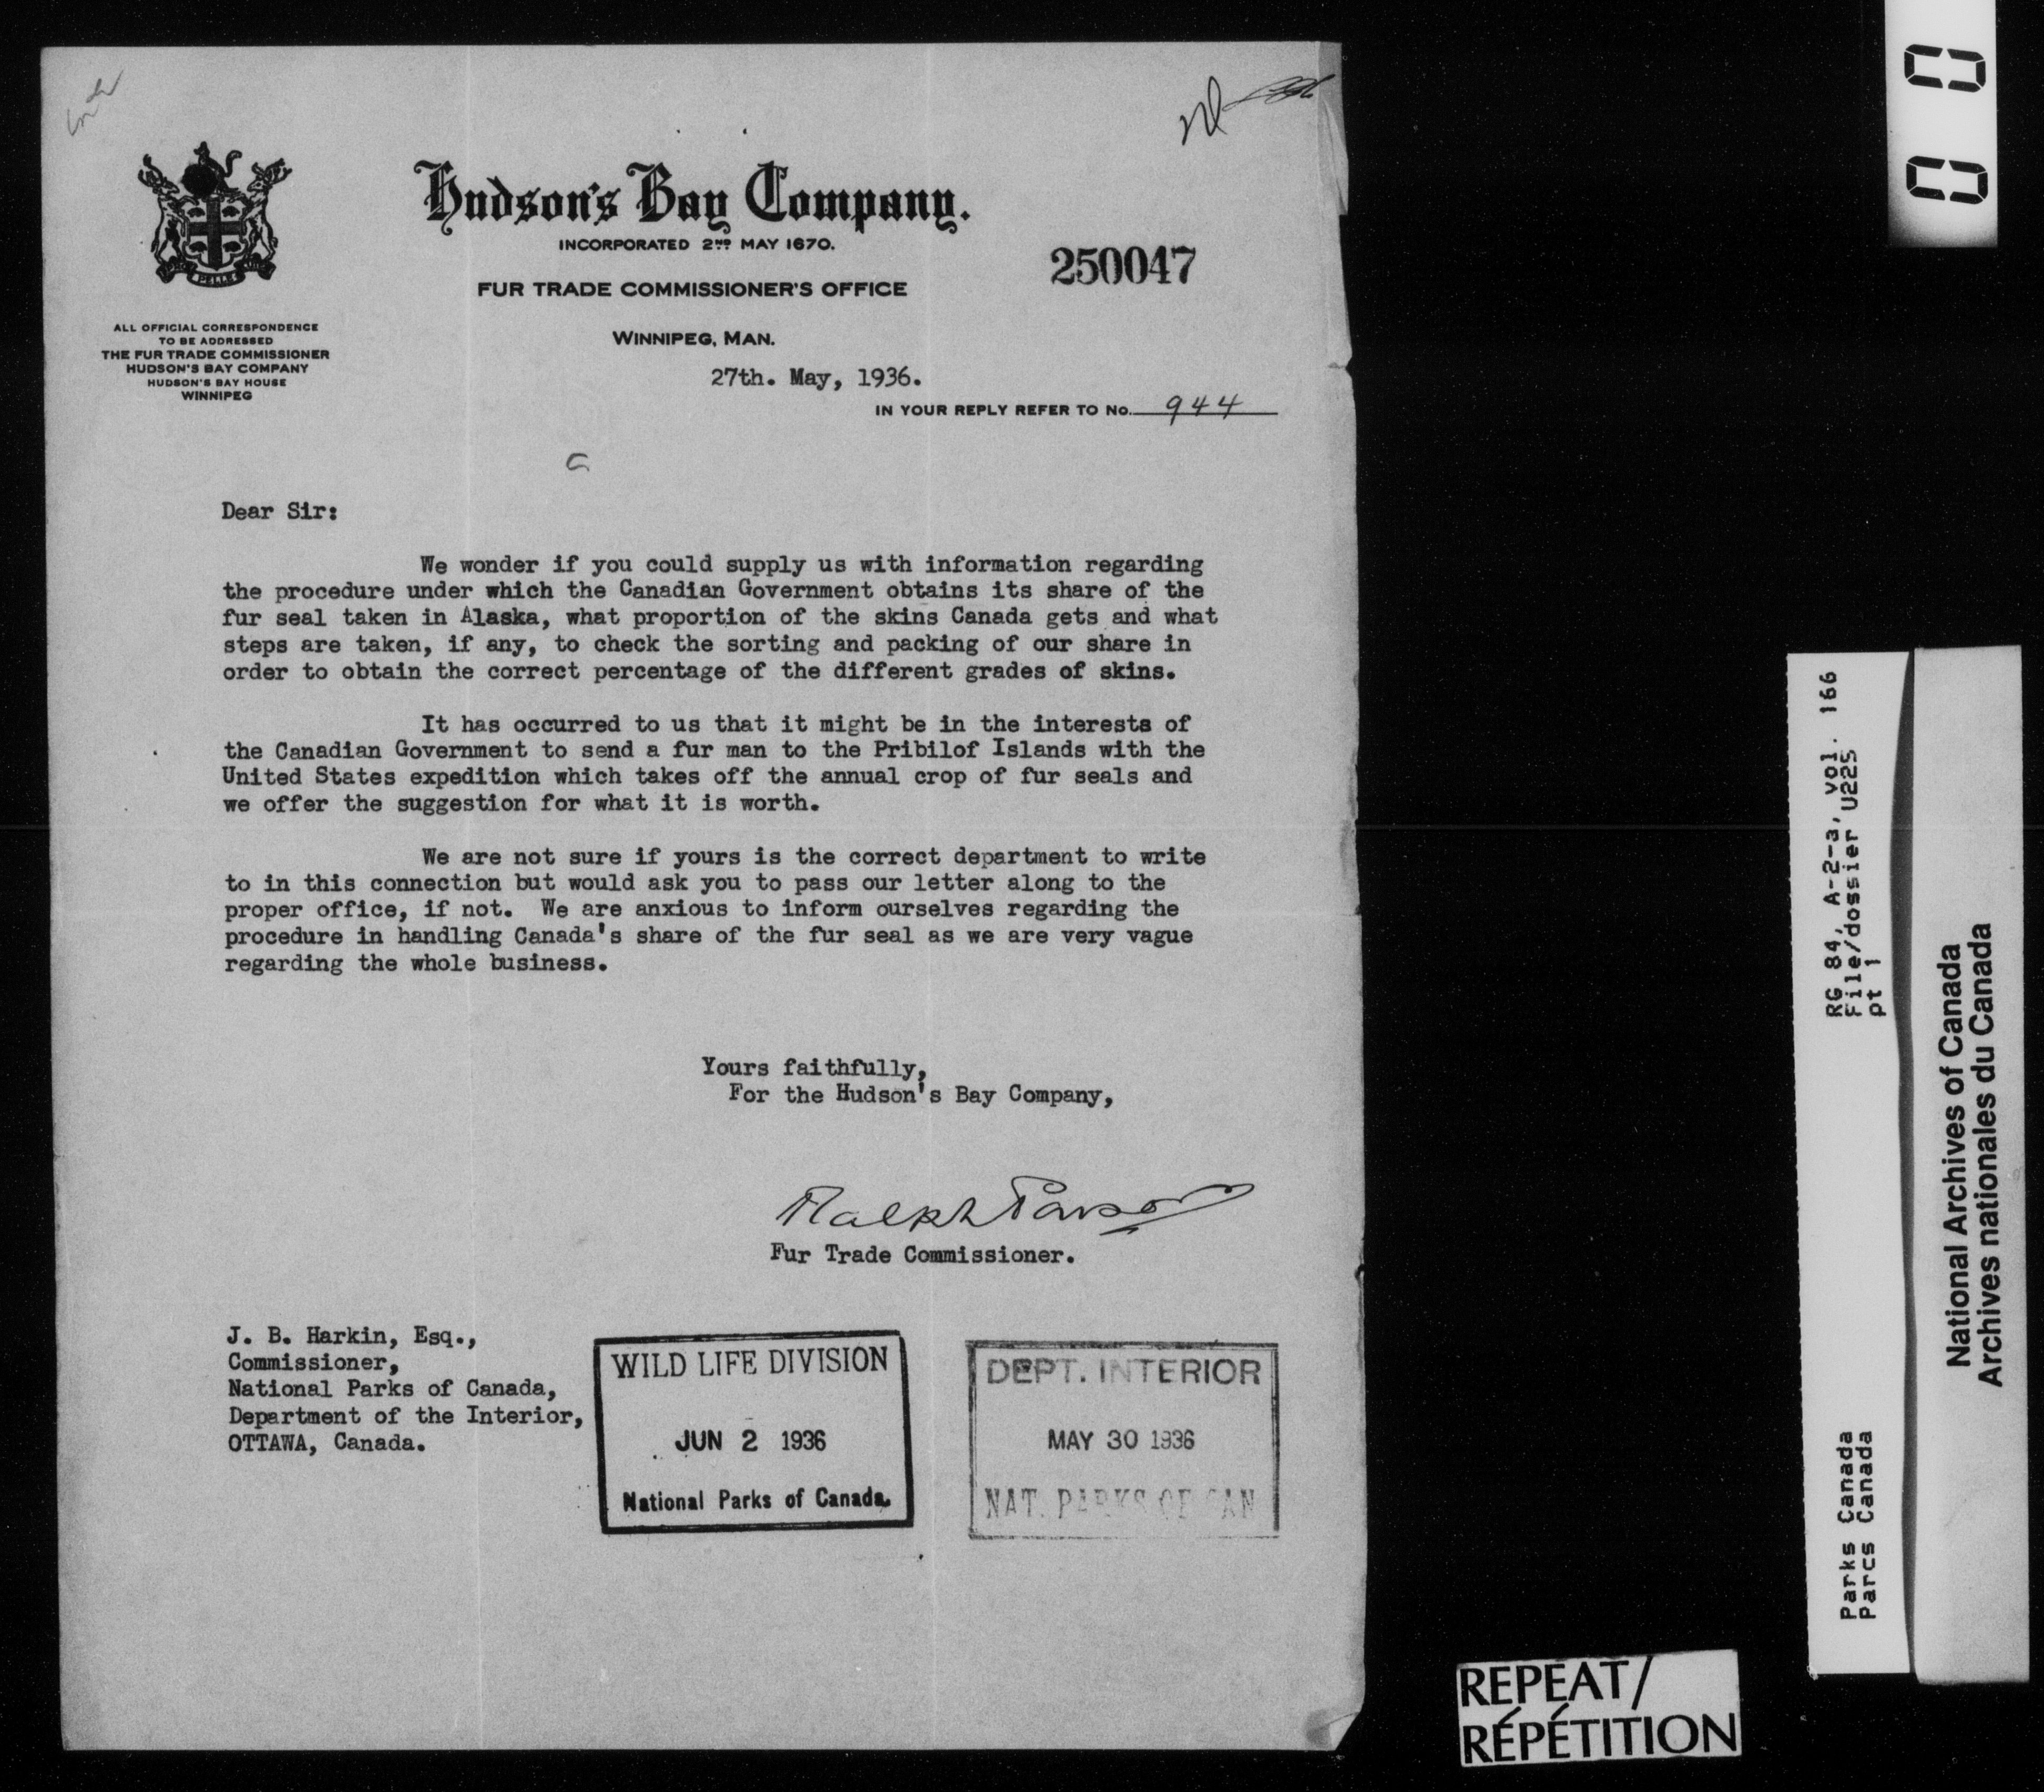 Hudson's Bay Company.
INCORPORATED 2ND MAY 1670.
250047
FUR TRADE COMMISSIONER'S OFFICE
PELLE
ALL OFFICIAL CORRESPONDENCE
TO BE ADDRESSED
THE FUR TRADE COMMISSIONER
HUDSON'S BAY COMPANY
HUDSON'S BAY HOUSE
WINNIPEG
WINNIPEG, MAN.
27th. May, 1936.
IN YOUR REPLY REFER TO No. 944
Dear Sir:
We wonder if you could supply us with information regarding
the procedure under which the Canadian Government obtains its share of the
fur seal taken in Alaska, what proportion of the skins Canada gets and what
steps are taken, if any, to check the sorting and packing of our share in
order to obtain the correct percentage of the different grades of skins.
It has occurred to us that it might be in the interests of
the Canadian Government to send a fur man to the Pribilof Islands with the
United States expedition which takes off the annual crop of fur seals and
we offer the suggestion for what it is worth.
We are not sure if yours is the correct department to write
to in this connection but would ask you to pass our letter along to the
proper office, if not. We are anxious to inform ourselves regarding the
procedure in handling Canada's share of the fur seal as we are very vague
regarding the whole business.
Yours faithfully,
For the Hudson's Bay Company,
Ralph Parsons
Fur Trade Commissioner.
J. B. Harkin, Esq.,
Commissioner,
National Parks of Canada,
Department of the Interior,
OTTAWA, Canada.
WILD LIFE DIVISION
JUN 2 1936
National Parks of Canada.
DEPT. INTERIOR
MAY 30 1936
NAT. PARKS OF CAN
RG 84, A-2-3, vol. 166
File/dossier U225
pt 1
Parks Canada
Parcs Canada
National Archives of Canada
Archives nationales du Canada
REPEAT/
RÉPÉTITION